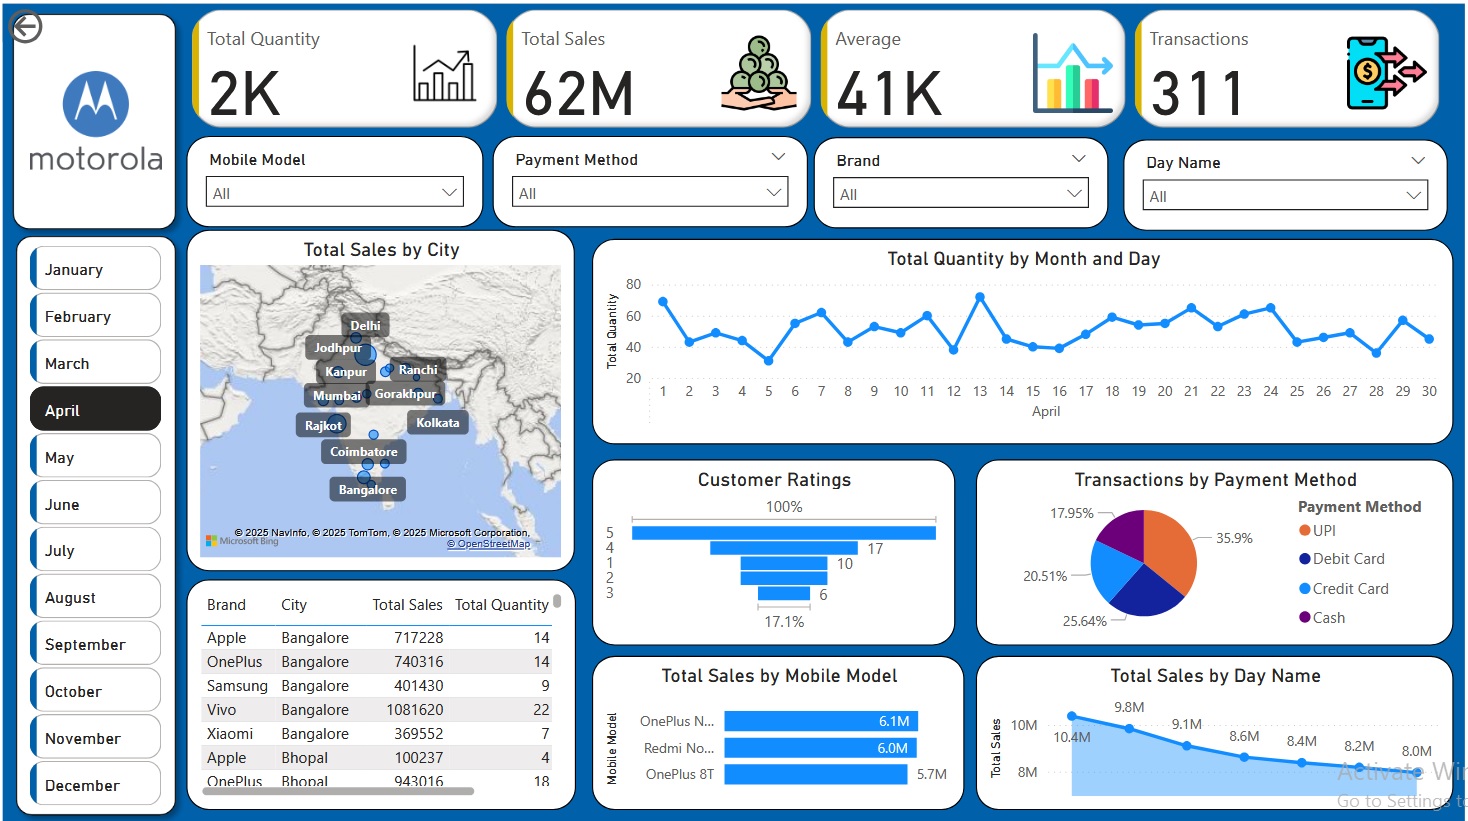 Total Quantity
2K
Total Sales
62M
Average
41K
Transactions
311
motorola
Mobile Model
All
Payment Method
All
Brand
All
Day Name
All
January
February
March
April
May
June
July
August
September
October
November
December
Total Sales by City
Delhi
Jodhpur
Kanpur
Ranchi
Mumbai
Gorakhpur
Rajkot
Kolkata
Coimbatore
Bangalore
© 2025 NavInfo, © 2025 TomTom, © 2025 Microsoft Corporation,
Microsoft Bing
© OpenStreetMap
Brand City Total Sales Total Quantity
Apple Bangalore 717228 14
OnePlus Bangalore 740316 14
Samsung Bangalore 401430 9
Vivo Bangalore 1081620 22
Xiaomi Bangalore 369552 7
Apple Bhopal 100237 4
OnePlus Bhopal 943016 18
Total Quantity by Month and Day
Total Quantity
80
60
40
20
1 2 3 4 5 6 7 8 9 10 11 12 13 14 15 16 17 18 19 20 21 22 23 24 25 26 27 28 29 30
April
Customer Ratings
100%
5
4 17
1 10
2
3 6
17.1%
Transactions by Payment Method
17.95%
35.9%
20.51%
25.64%
Payment Method
UPI
Debit Card
Credit Card
Cash
Total Sales by Mobile Model
Mobile Model
OnePlus N... 6.1M
Redmi No... 6.0M
OnePlus 8T 5.7M
Total Sales by Day Name
Total Sales
10M
8M
10.4M
9.8M
9.1M
8.6M
8.4M
8.2M
8.0M
Activate Win
Go to Settings to